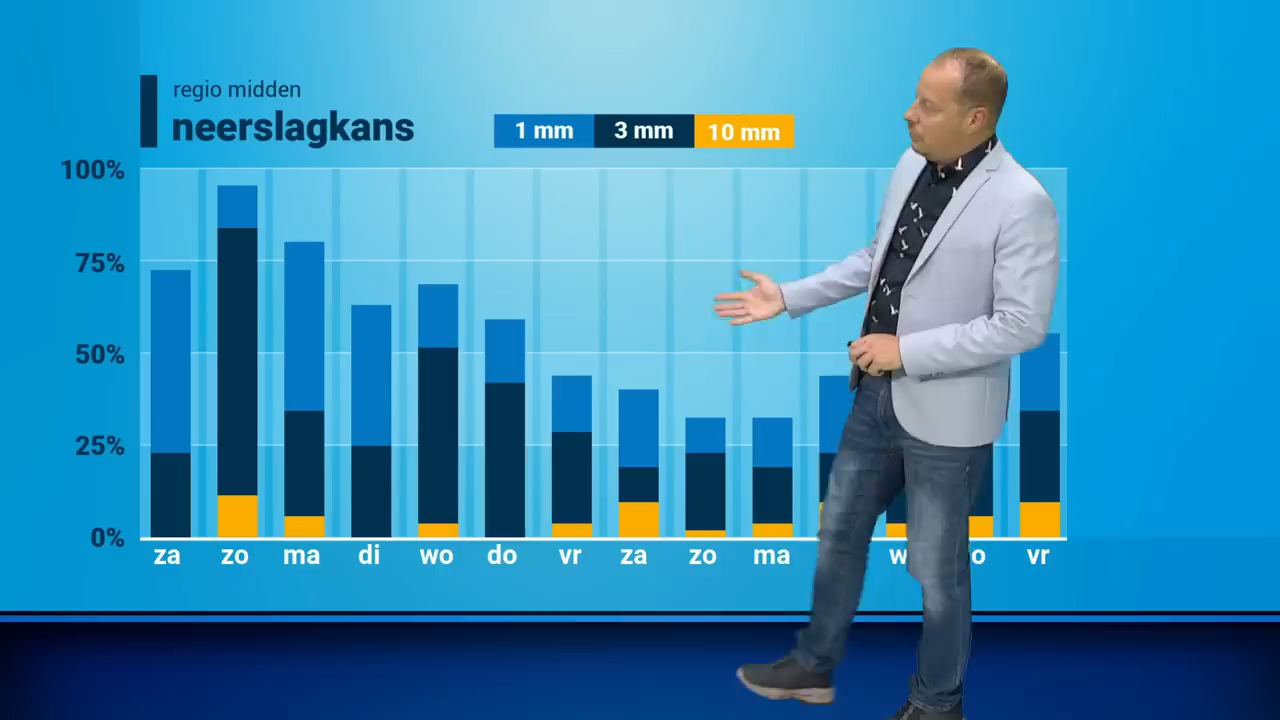 regio midden
neerslagkans
1 mm 3 mm 10 mm
100%
75%
50%
25%
0%
za zo ma di wo do vr za zo ma w o vr